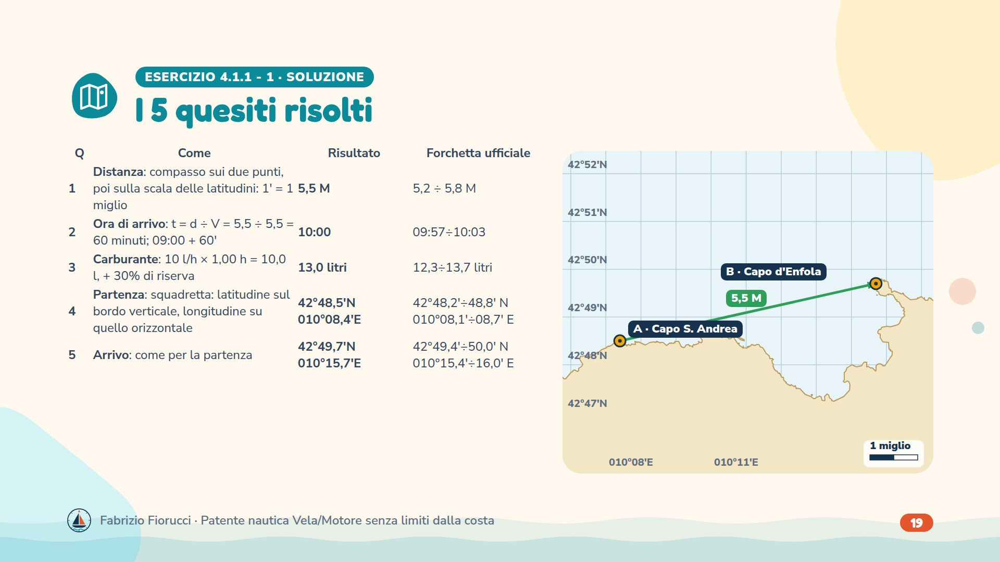 ESERCIZIO 4.1.1 - 1 · SOLUZIONE
I 5 quesiti risolti
Q Come Risultato Forchetta ufficiale
1 Distanza: compasso sui due punti,
poi sulla scala delle latitudini: 1' = 1
miglio
5,5 M 5,2 ÷ 5,8 M
2 Ora di arrivo: t = d ÷ V = 5,5 ÷ 5,5 =
60 minuti; 09:00 + 60'
10:00 09:57÷10:03
3 Carburante: 10 l/h × 1,00 h = 10,0
l, + 30% di riserva
13,0 litri 12,3÷13,7 litri
4 Partenza: squadretta: latitudine sul
bordo verticale, longitudine su
quello orizzontale
42°48,5'N 42°48,2'÷48,8' N
010°08,4'E 010°08,1'÷08,7' E
5 Arrivo: come per la partenza
42°49,7'N 42°49,4'÷50,0' N
010°15,7'E 010°15,4'÷16,0' E
42°52'N
42°51'N
42°50'N
B · Capo d'Enfola
5,5 M
42°49'N
A · Capo S. Andrea
42°48'N
42°47'N
1 miglio
010°08'E 010°11'E
Fabrizio Fiorucci · Patente nautica Vela/Motore senza limiti dalla costa
19